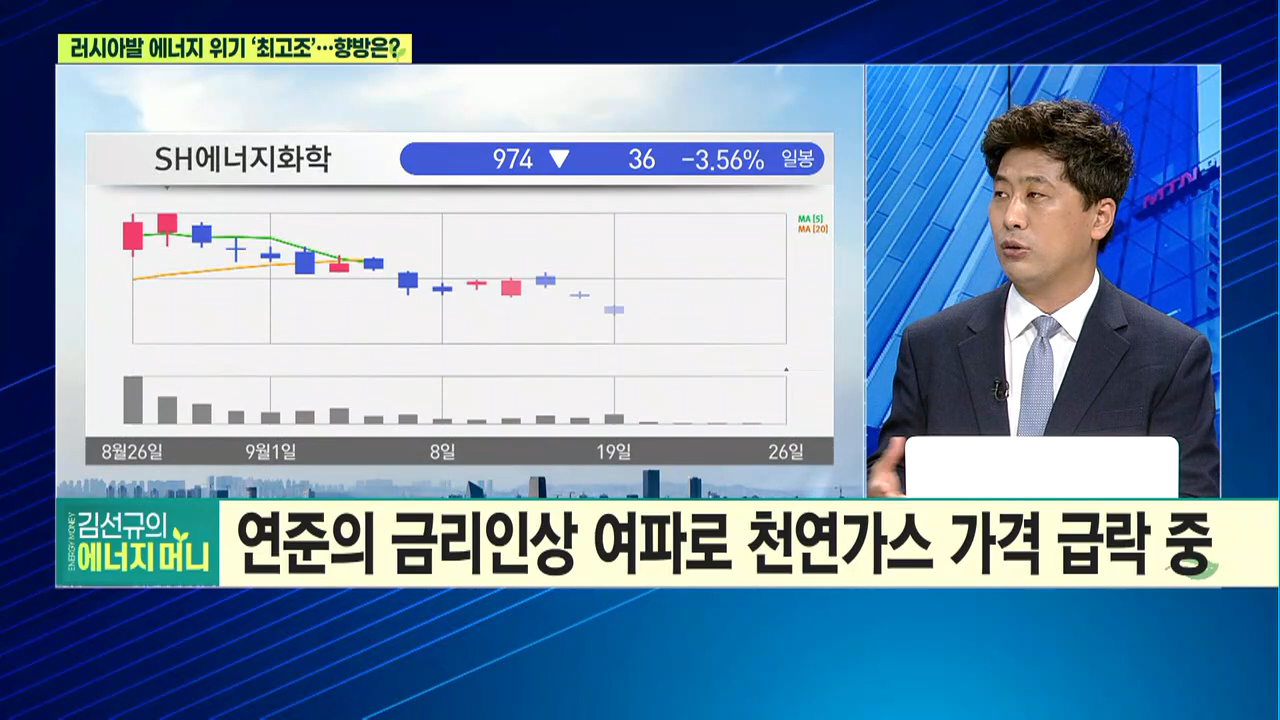 러시아발 에너지 위기 ‘최고조’…향방은?
SH에너지화학
974 ▼ 36 -3.56% 일봉
MA [5]
MA [20]
MTN
8월26일 9월1일 8일 19일 26일
ENERGY MONEY
김선규의
에너지 머니
연준의 금리인상 여파로 천연가스 가격 급락 중